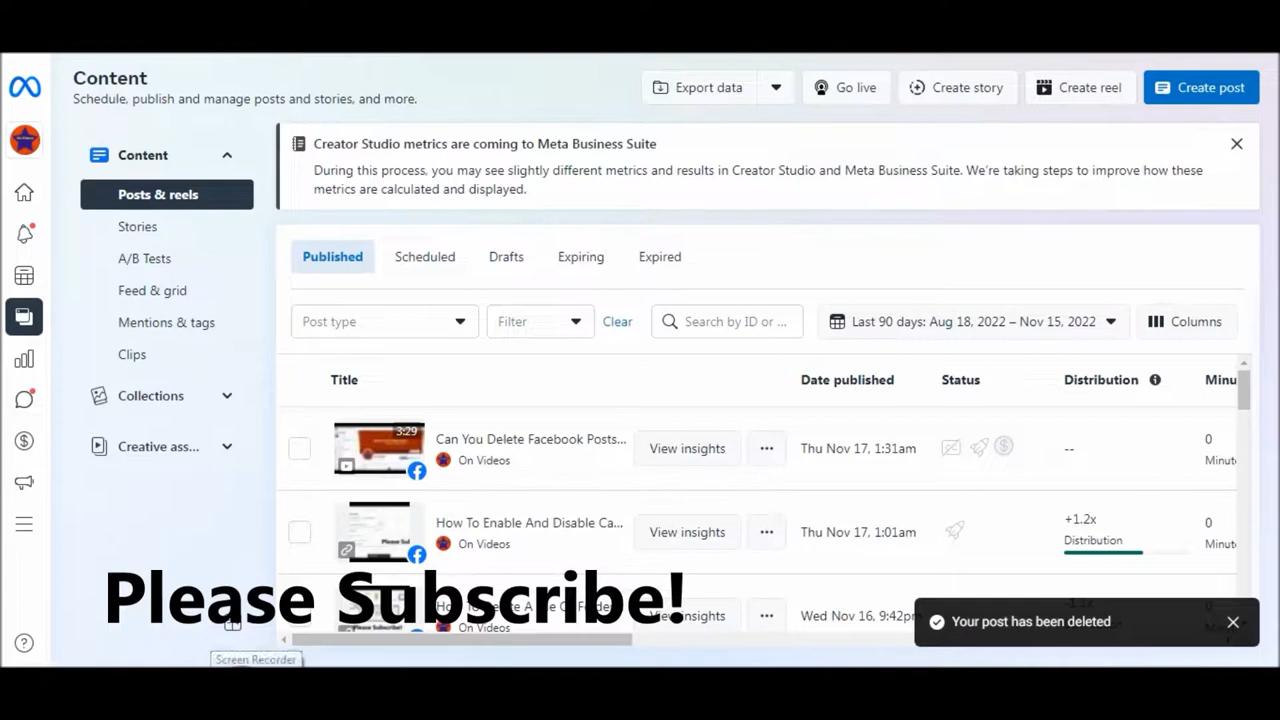 Content
Schedule, publish and manage posts and stories, and more.
Export data
Go live
Create story
Create reel
Create post
Content
Posts & reels
Stories
A/B Tests
Feed & grid
Mentions & tags
Clips
Collections
Creative ass...
Creator Studio metrics are coming to Meta Business Suite
During this process, you may see slightly different metrics and results in Creator Studio and Meta Business Suite. We're taking steps to improve how these
metrics are calculated and displayed.
Published
Scheduled
Drafts
Expiring
Expired
Post type
Filter
Clear
Search by ID or ...
Last 90 days: Aug 18, 2022 – Nov 15, 2022
Columns
Title
Date published
Status
Distribution
Minu
3:29
Can You Delete Facebook Posts...
On Videos
View insights
Thu Nov 17, 1:31am
--
0
Minute
How To Enable And Disable Ca...
On Videos
View insights
Thu Nov 17, 1:01am
+1.2x
Distribution
0
Minute
On Videos
View insights
Wed Nov 16, 9:42pm
Please Subscribe!
Your post has been deleted
Screen Recorder